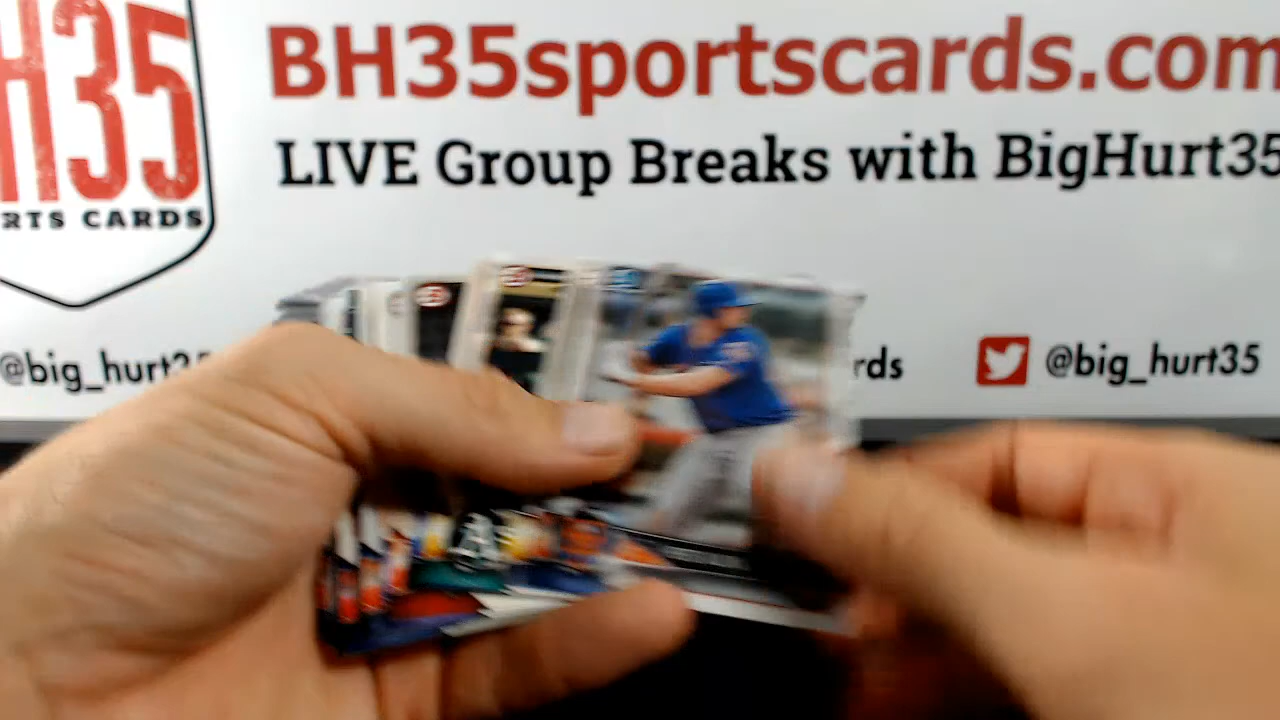 H35
RTS CARDS
BH35sportscards.com
LIVE Group Breaks with BigHurt35
@big_hurt35
rds
@big_hurt35